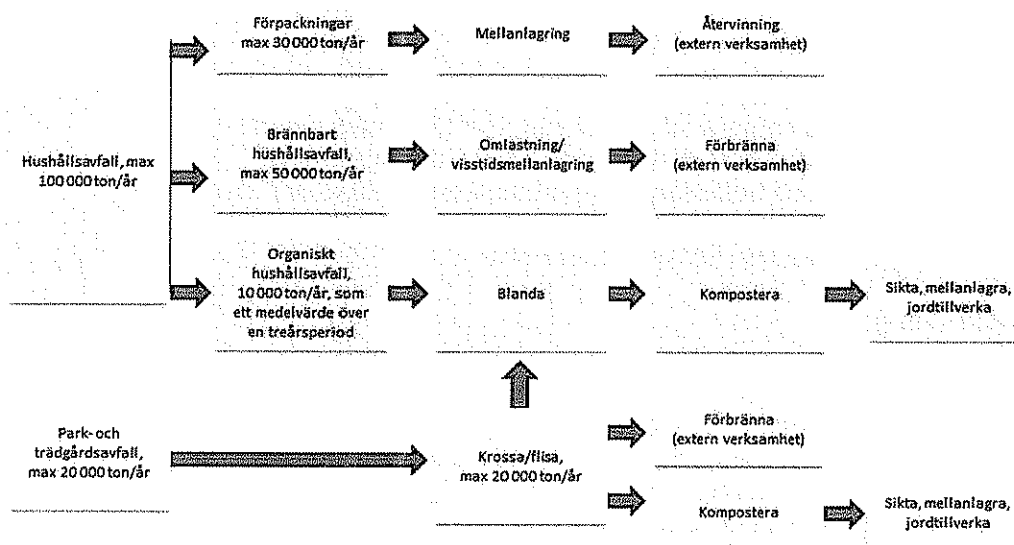 Förpackningar
max 30 000 ton/år
Mellanlagring
Återvinning
(extern verksamhet)
Hushållsavfall, max
100 000 ton/år
Brännbart
hushållsavfall,
max 50 000 ton/år
Omlastning/
visstidsmellanlagring
Förbränna
(extern verksamhet)
Organiskt
hushållsavfall,
10 000 ton/år, som
ett medelvärde över
en treårsperiod
Blanda
Kompostera
Sikta, mellanlagra,
jordtillverka
Park- och
trädgårdsavfall,
max 20 000 ton/år
Krossa/flisa,
max 20 000 ton/år
Förbränna
(extern verksamhet)
Kompostera
Sikta, mellanlagra,
jordtillverka